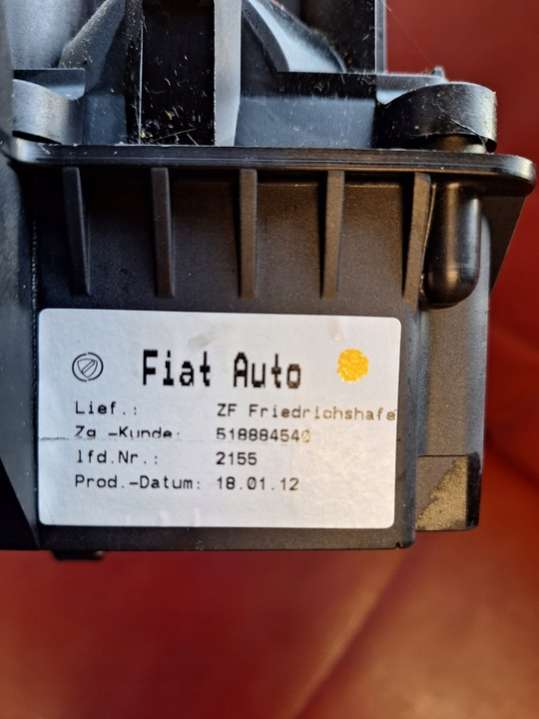 Fiat Auto
Lief.: ZF Friedrichshafe
Zg.-Kunde: 518884540
lfd.Nr.: 2155
Prod.-Datum: 18.01.12